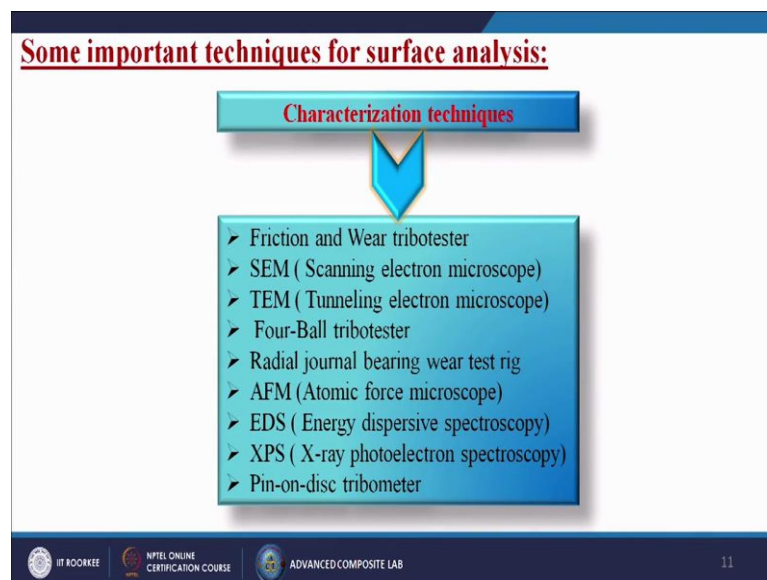 Some important techniques for surface analysis:
Characterization techniques
➢ Friction and Wear tribotester
➢ SEM ( Scanning electron microscope)
➢ TEM ( Tunneling electron microscope)
➢ Four-Ball tribotester
➢ Radial journal bearing wear test rig
➢ AFM (Atomic force microscope)
➢ EDS ( Energy dispersive spectroscopy)
➢ XPS ( X-ray photoelectron spectroscopy)
➢ Pin-on-disc tribometer
IIT ROORKEE
NPTEL ONLINE
CERTIFICATION COURSE
ADVANCED COMPOSITE LAB
11